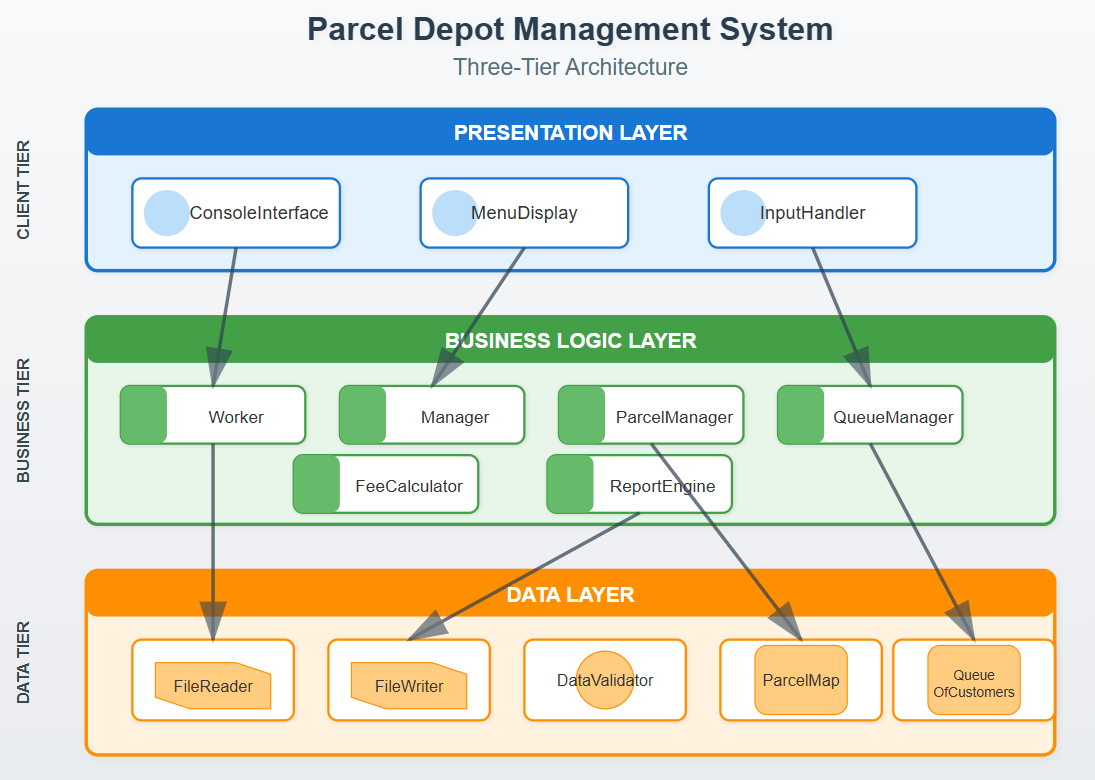 Parcel Depot Management System
Three-Tier Architecture
CLIENT TIER
PRESENTATION LAYER
ConsoleInterface
MenuDisplay
InputHandler
BUSINESS TIER
BUSINESS LOGIC LAYER
Worker
Manager
ParcelManager
QueueManager
FeeCalculator
ReportEngine
DATA TIER
DATA LAYER
FileReader
FileWriter
DataValidator
ParcelMap
Queue
OfCustomers